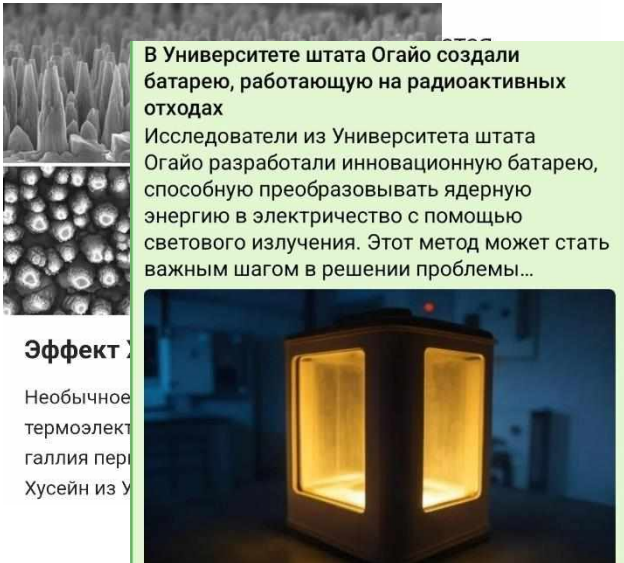 В Университете штата Огайо создали
батарею, работающую на радиоактивных
отходах
Исследователи из Университета штата
Огайо разработали инновационную батарею,
способную преобразовывать ядерную
энергию в электричество с помощью
светового излучения. Этот метод может стать
важным шагом в решении проблемы...
Эффект
Необычное
термоэлект
галлия пер
Хусейн из У